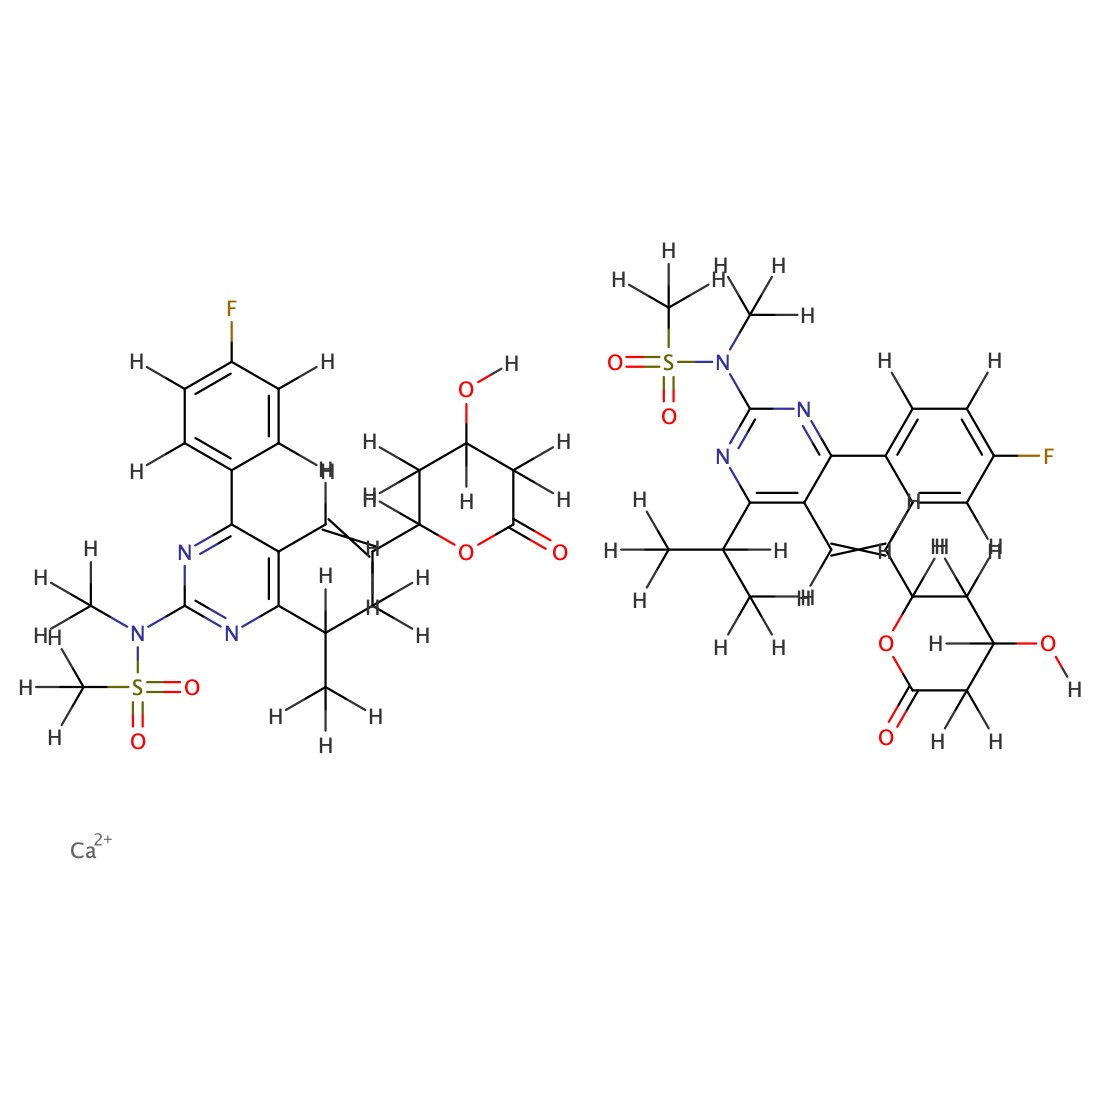 H
H H H
H H H
F
H H H O N H H
H O S N
H O H O N
H H H H N F
H H H H H
N H O O H
H H H H H H H H
H H H H H H
H H H N N H H H H H
H H O
S O H H H
H H O H H H
Ca²⁺